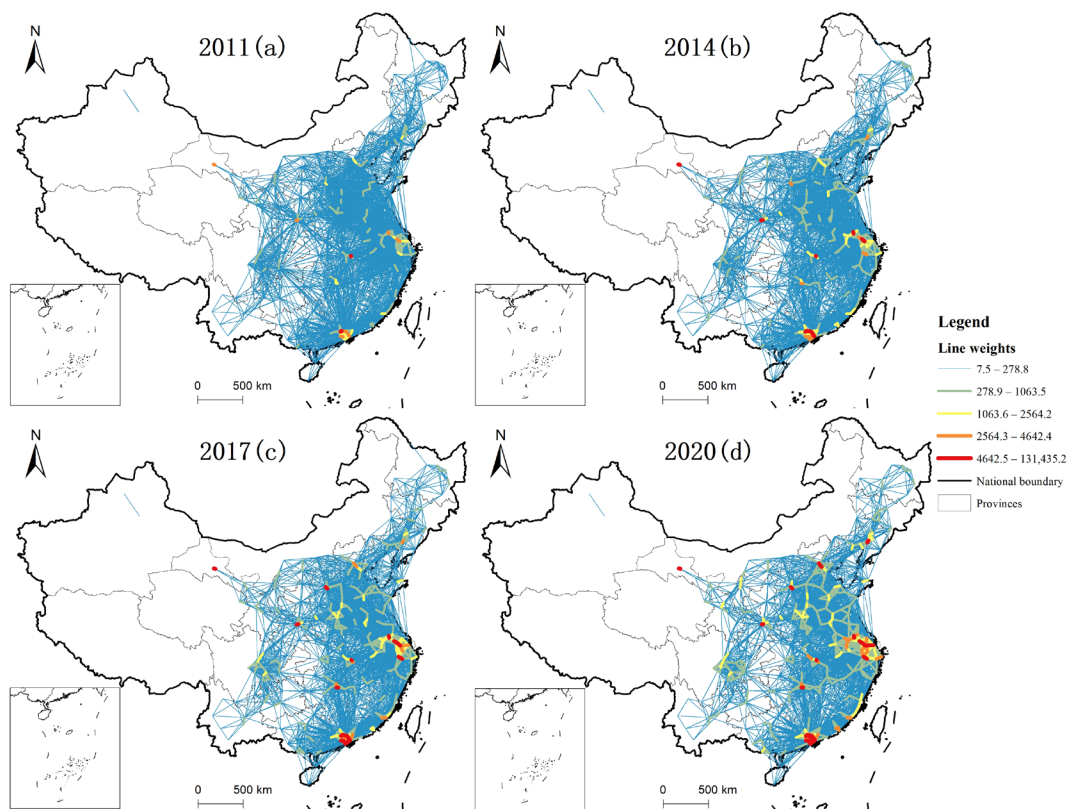 N
2011(a)
0 500 km
N
2014(b)
0 500 km
N
2017(c)
0 500 km
N
2020(d)
0 500 km
Legend
Line weights
7.5 – 278.8
278.9 – 1063.5
1063.6 – 2564.2
2564.3 – 4642.4
4642.5 – 131,435.2
National boundary
Provinces